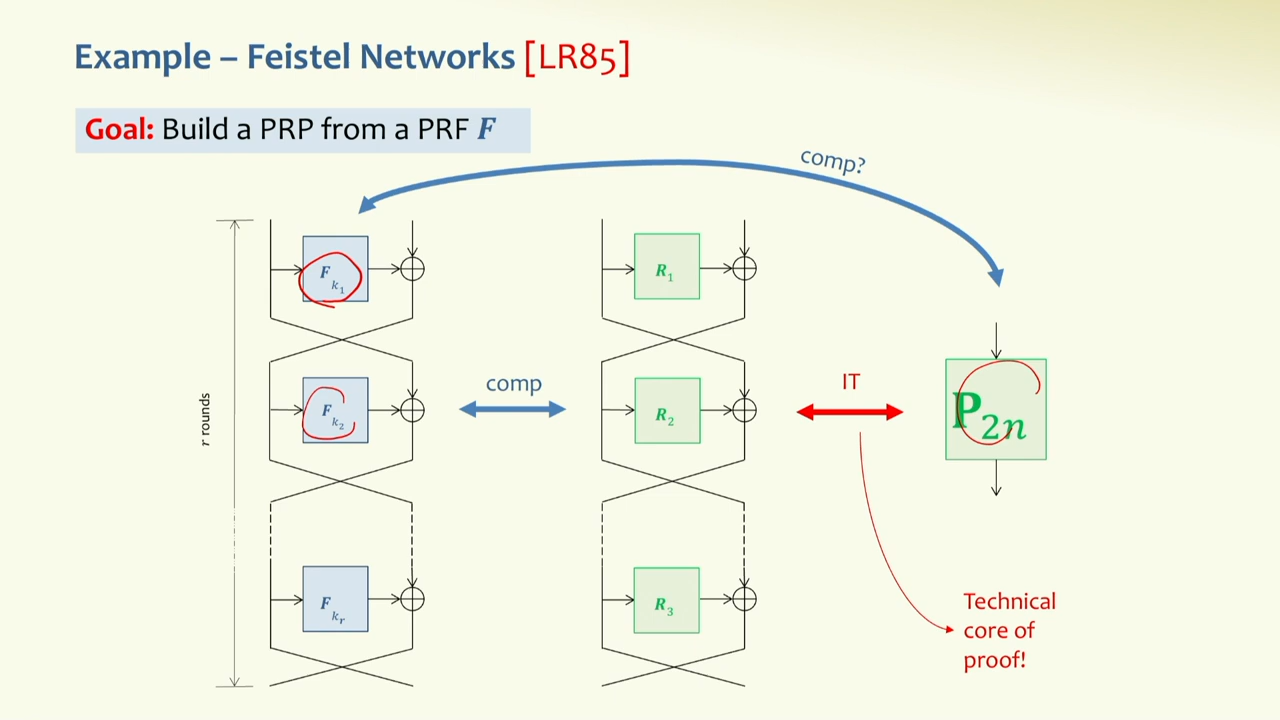 Example – Feistel Networks [LR85]
Goal: Build a PRP from a PRF F
comp?
r rounds
F k₁
R₁
F k₂
comp
R₂
IT
P₂ₙ
F kᵣ
R₃
Technical
core of
proof!